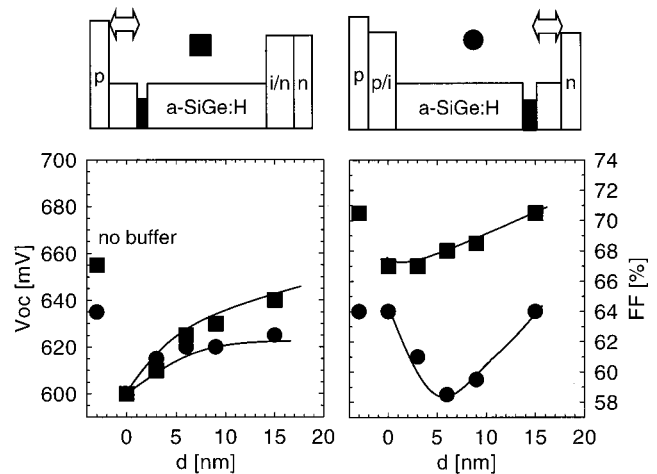 p
a-SiGe:H
i/n
n
p
p/i
a-SiGe:H
n
700
680
660
640
620
600
Voc [mV]
no buffer
0
5
10
15
20
d [nm]
0
5
10
15
20
d [nm]
74
72
70
68
66
64
62
60
58
FF [%]